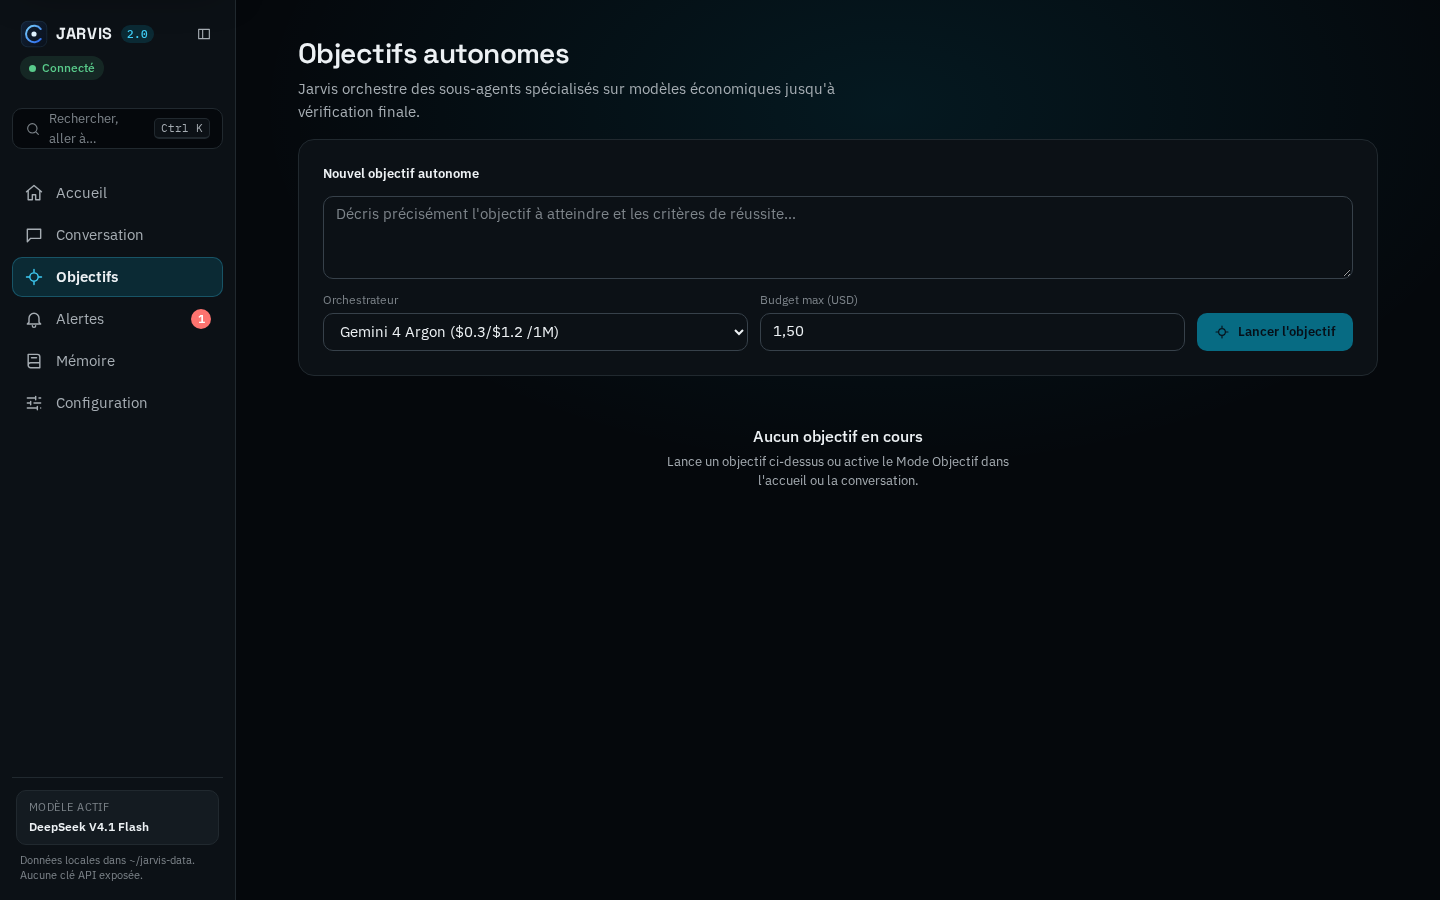 JARVIS 2.0
Connecté
Rechercher,
aller à...
Ctrl K
Accueil
Conversation
Objectifs
Alertes
1
Mémoire
Configuration
MODÈLE ACTIF
DeepSeek V4.1 Flash
Données locales dans ~/jarvis-data.
Aucune clé API exposée.
Objectifs autonomes
Jarvis orchestre des sous-agents spécialisés sur modèles économiques jusqu'à
vérification finale.
Nouvel objectif autonome
Décris précisément l'objectif à atteindre et les critères de réussite...
Orchestrateur
Budget max (USD)
Gemini 4 Argon ($0.3/$1.2 /1M)
1,50
Lancer l'objectif
Aucun objectif en cours
Lance un objectif ci-dessus ou active le Mode Objectif dans
l'accueil ou la conversation.